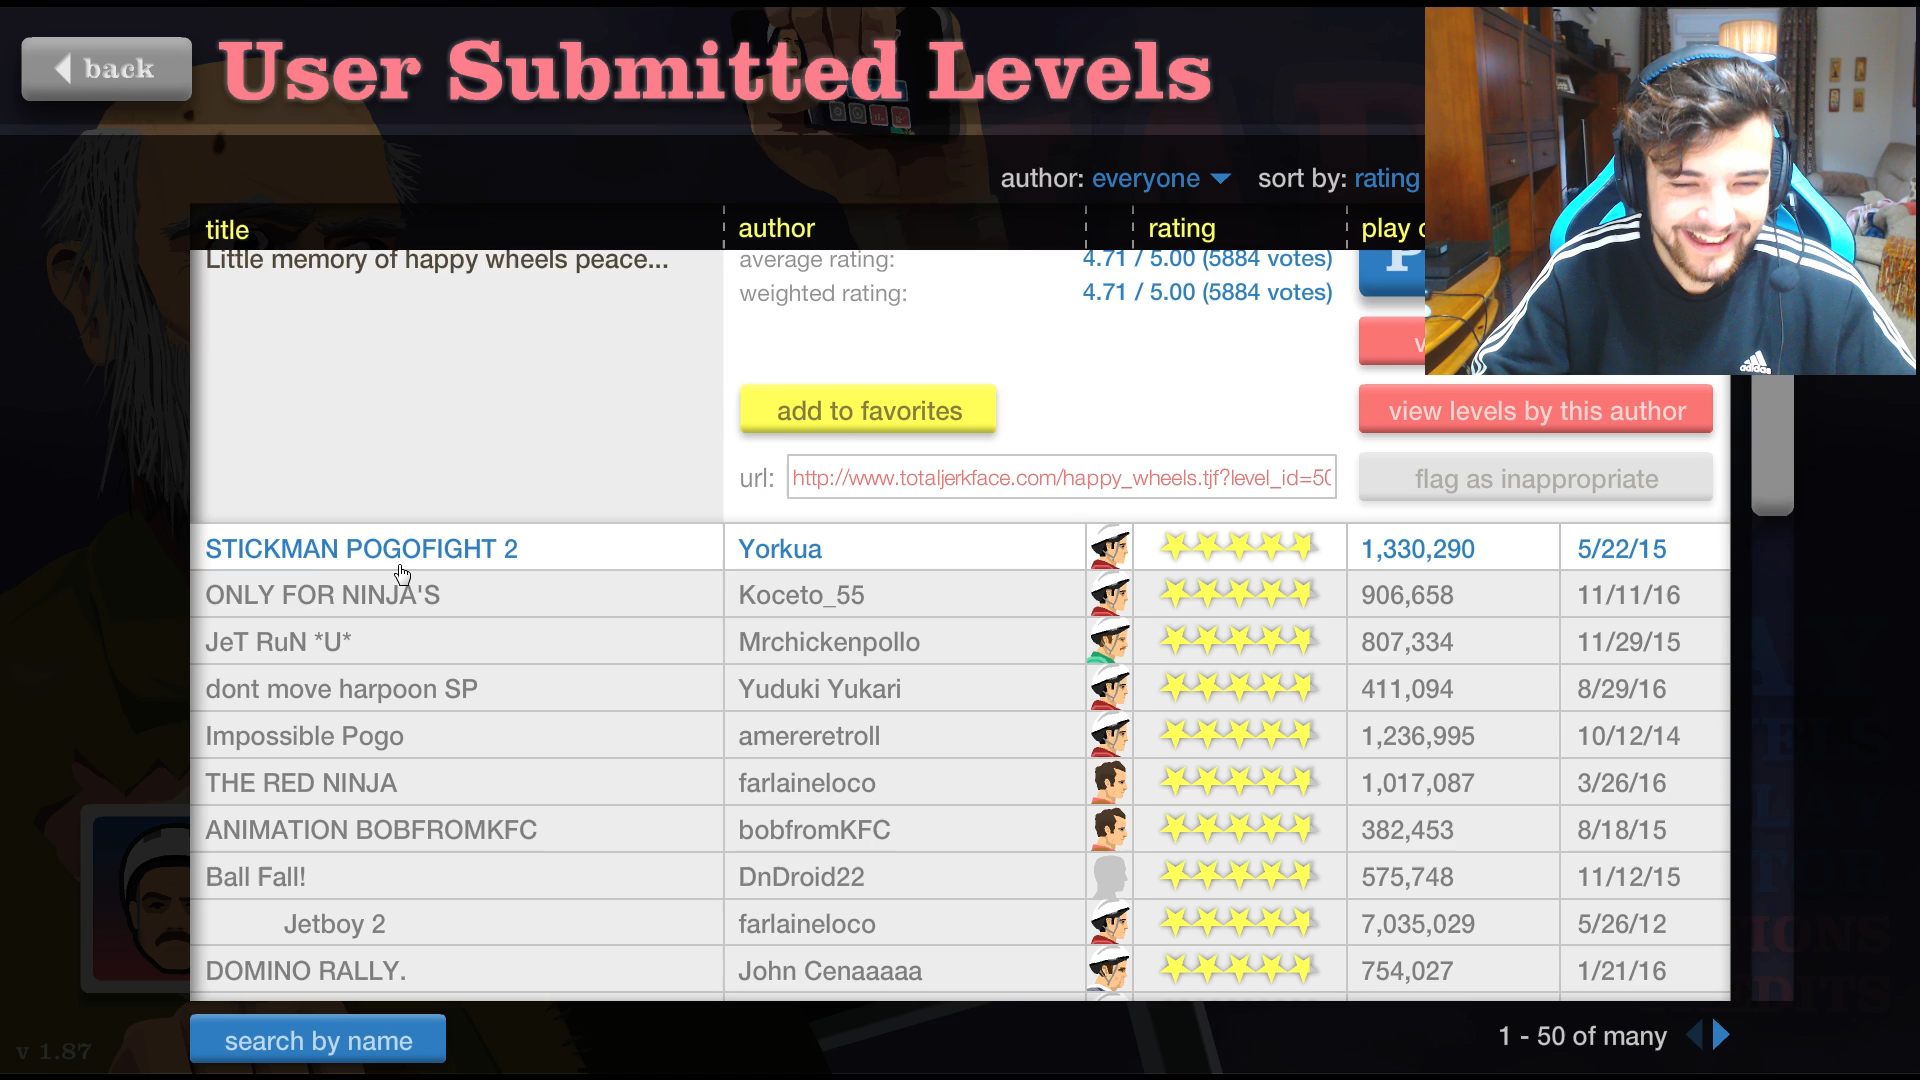 back
User Submitted Levels
author: everyone sort by: rating
title author rating play
Little memory of happy wheels peace...
average rating: 4.71 / 5.00 (5884 votes)
weighted rating: 4.71 / 5.00 (5884 votes)
add to favorites view levels by this author
url: http://www.totaljerkface.com/happy_wheels.tjf?level_id=50 flag as inappropriate
STICKMAN POGOFIGHT 2 Yorkua 1,330,290 5/22/15
ONLY FOR NINJA'S Koceto_55 906,658 11/11/16
JeT RuN *U* Mrchickenpollo 807,334 11/29/15
dont move harpoon SP Yuduki Yukari 411,094 8/29/16
Impossible Pogo amereretroll 1,236,995 10/12/14
THE RED NINJA farlaineloco 1,017,087 3/26/16
ANIMATION BOBFROMKFC bobfromKFC 382,453 8/18/15
Ball Fall! DnDroid22 575,748 11/12/15
Jetboy 2 farlaineloco 7,035,029 5/26/12
DOMINO RALLY. John Cenaaaaa 754,027 1/21/16
search by name 1 - 50 of many
v 1.87
adidas